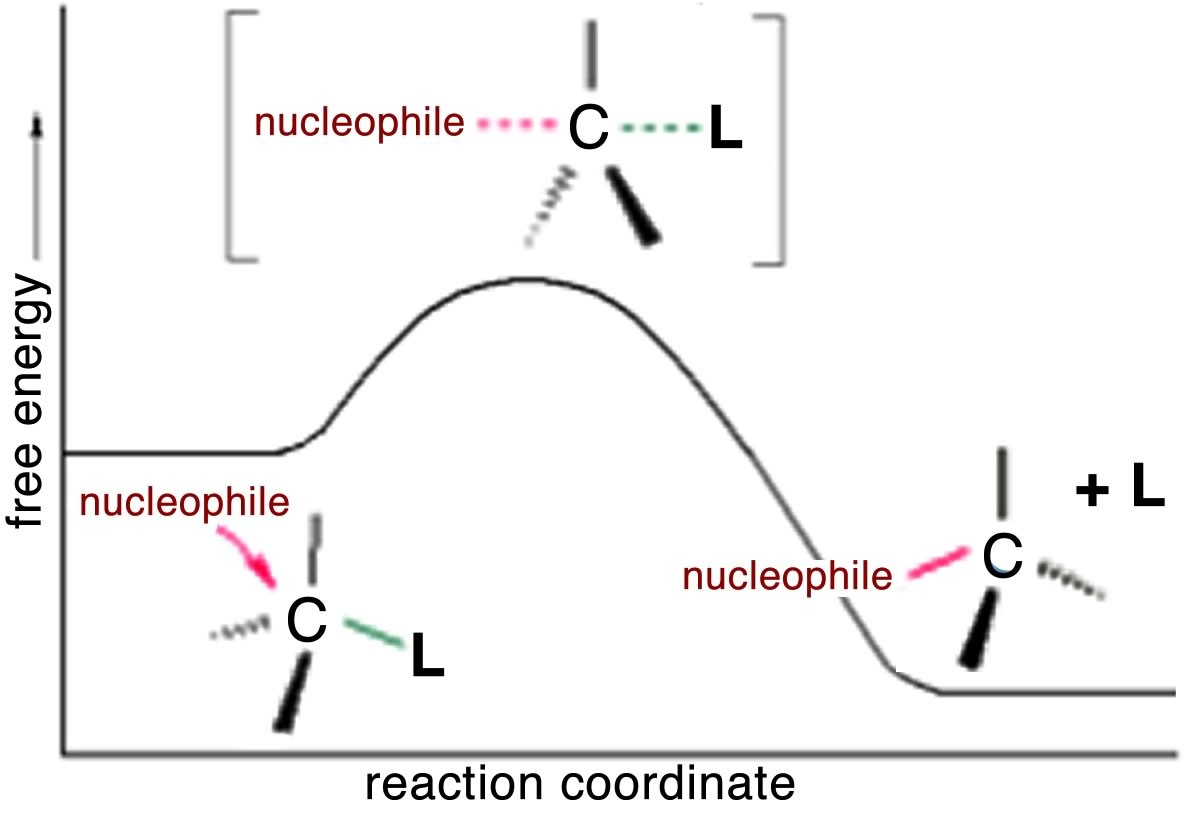 nucleophile C L
free energy
nucleophile
C
L
+ L
nucleophile C
reaction coordinate